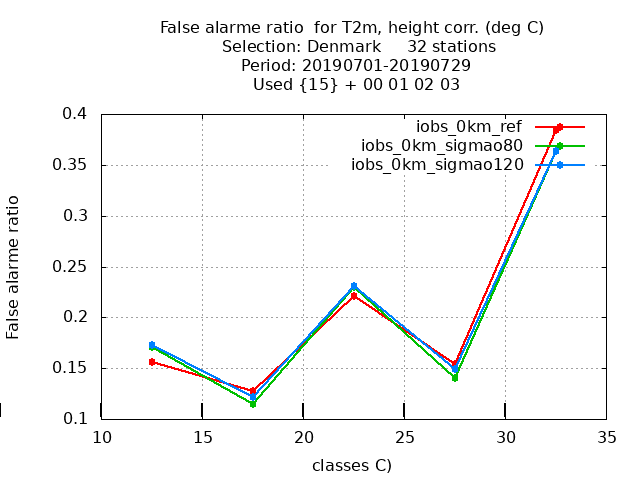 False alarme ratio  for T2m, height corr. (deg C)
Selection: Denmark     32 stations
Period: 20190701-20190729
Used {15} + 00 01 02 03
iobs_0km_ref
iobs_0km_sigmao80
iobs_0km_sigmao120
0.4
0.35
0.3
0.25
0.2
0.15
0.1
False alarme ratio
10
15
20
25
30
35
classes C)